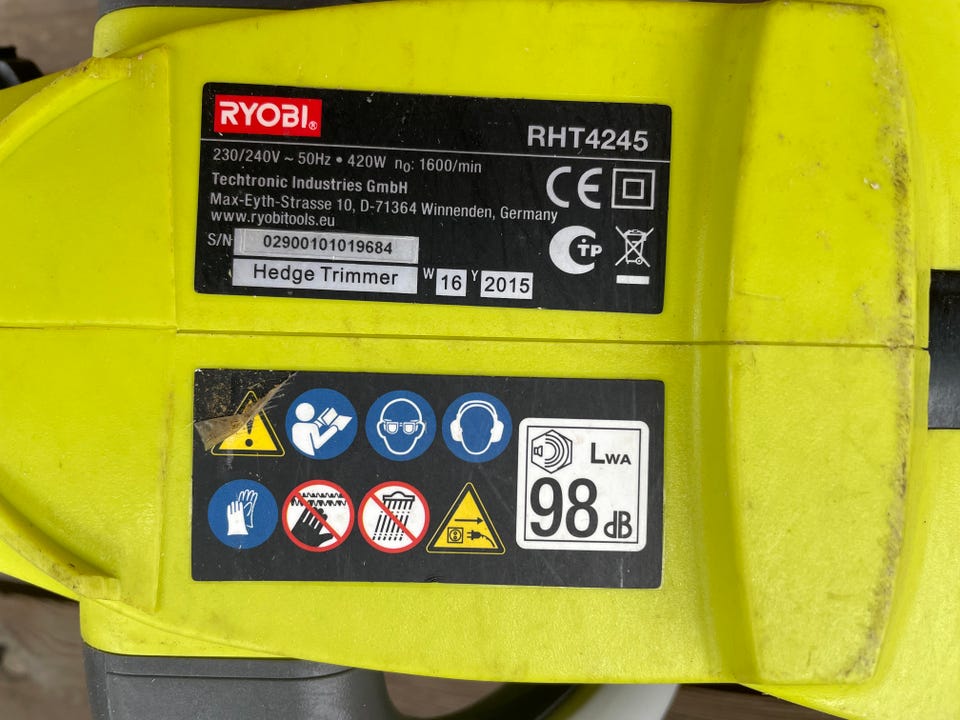 RYOBI®
RHT4245
230/240V ~ 50Hz • 420W n₀: 1600/min
Techtronic Industries GmbH
Max-Eyth-Strasse 10, D-71364 Winnenden, Germany
www.ryobitools.eu
CE
S/N 02900101019684
Hedge Trimmer W 16 Y 2015
CTP
LWA
98 dB